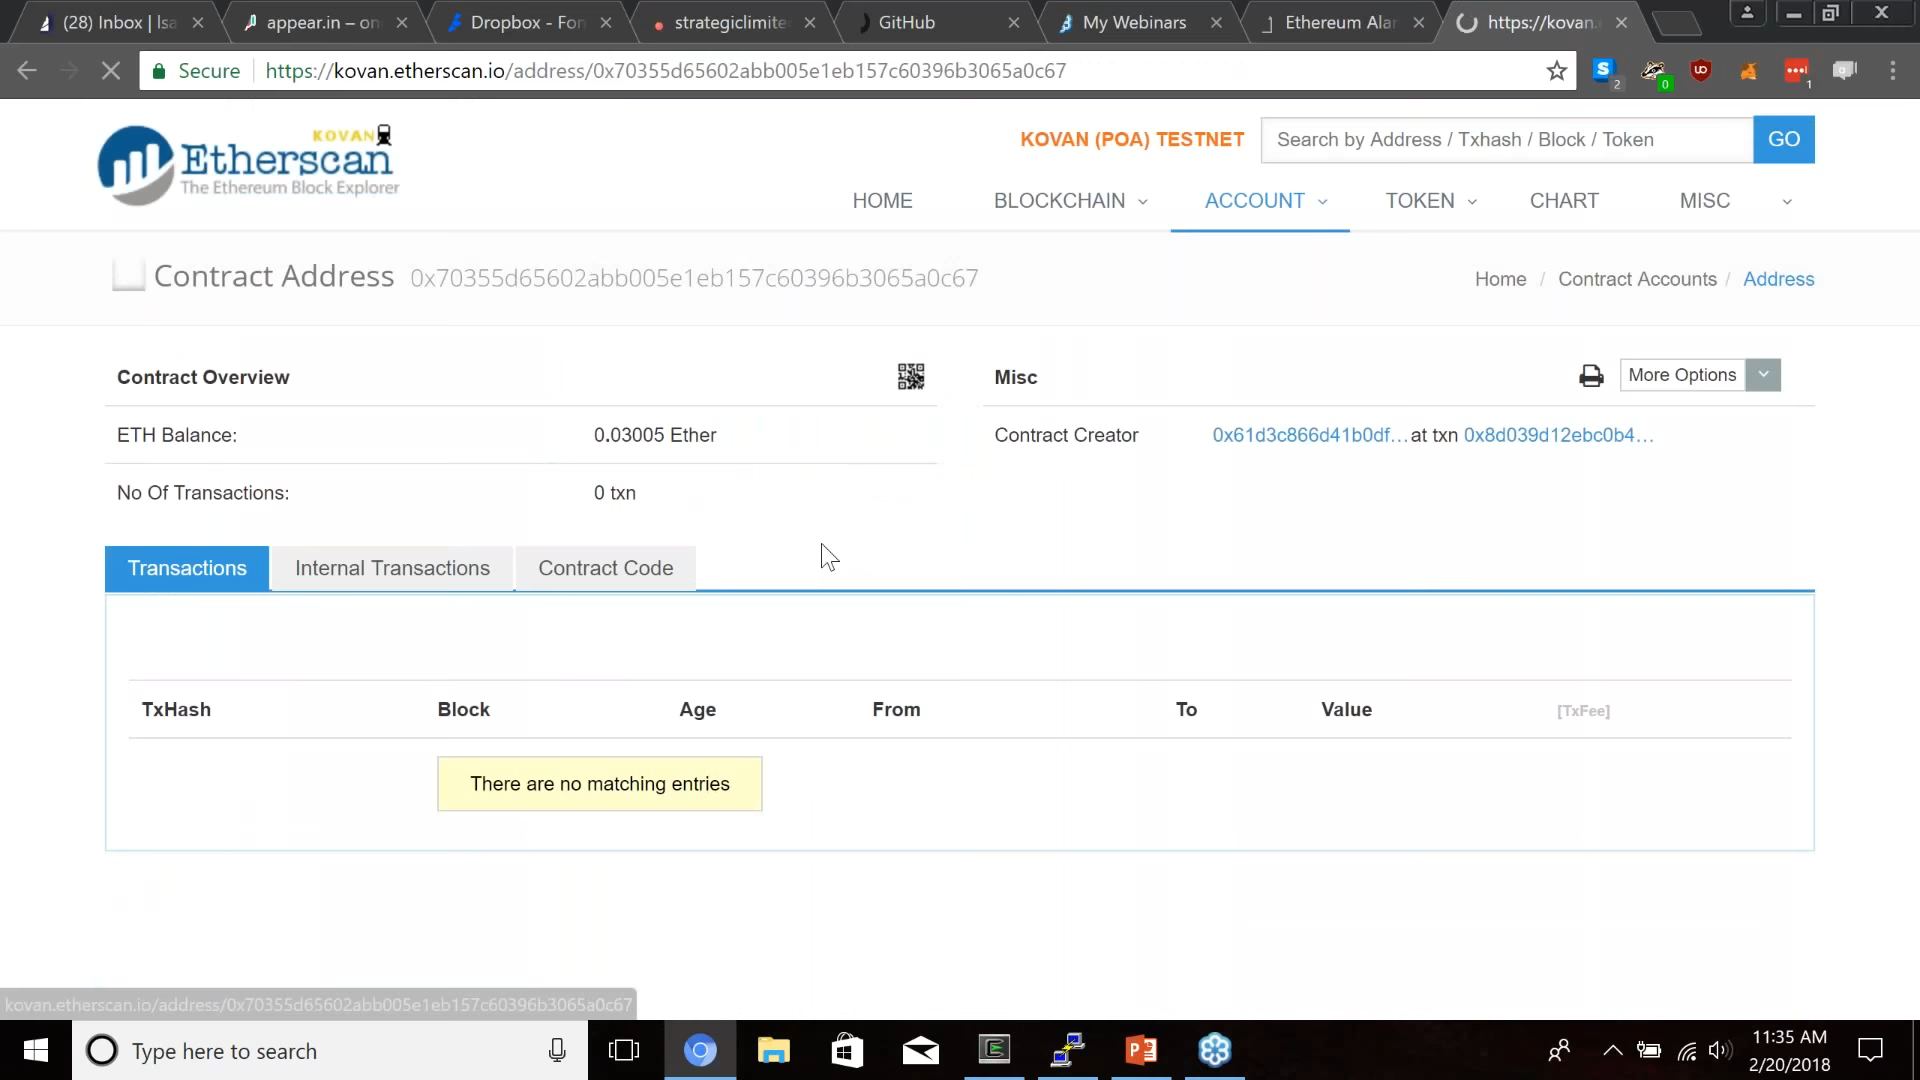 (28) Inbox | Isa
appear.in – on
Dropbox - Fon
strategiclimite
GitHub
My Webinars
Ethereum Alar
https://kovan.
Secure
https://kovan.etherscan.io/address/0x70355d65602abb005e1eb157c60396b3065a0c67
S
2
0
UO
1
KOVAN
Etherscan
The Ethereum Block Explorer
KOVAN (POA) TESTNET
Search by Address / Txhash / Block / Token
GO
HOME
BLOCKCHAIN
ACCOUNT
TOKEN
CHART
MISC
Contract Address 0x70355d65602abb005e1eb157c60396b3065a0c67
Home / Contract Accounts / Address
Contract Overview
Misc
More Options
ETH Balance:
0.03005 Ether
Contract Creator
0x61d3c866d41b0df... at txn 0x8d039d12ebc0b4...
No Of Transactions:
0 txn
Transactions
Internal Transactions
Contract Code
TxHash
Block
Age
From
To
Value
[TxFee]
There are no matching entries
kovan.etherscan.io/address/0x70355d65602abb005e1eb157c60396b3065a0c67
Type here to search
11:35 AM
2/20/2018